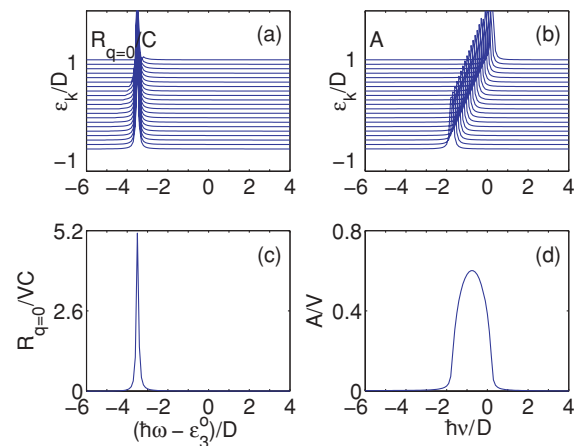 R_{q=0}/C (a)
1
ε_k/D
−1
−6 −4 −2 0 2 4
A (b)
1
ε_k/D
−1
−6 −4 −2 0 2 4
5.2 (c)
2.6
0
R_{q=0}/VC
−6 −4 −2 0 2 4
(ħω − ε_3^o)/D
0.8 (d)
0.4
0
A/V
−6 −4 −2 0 2 4
ħν/D